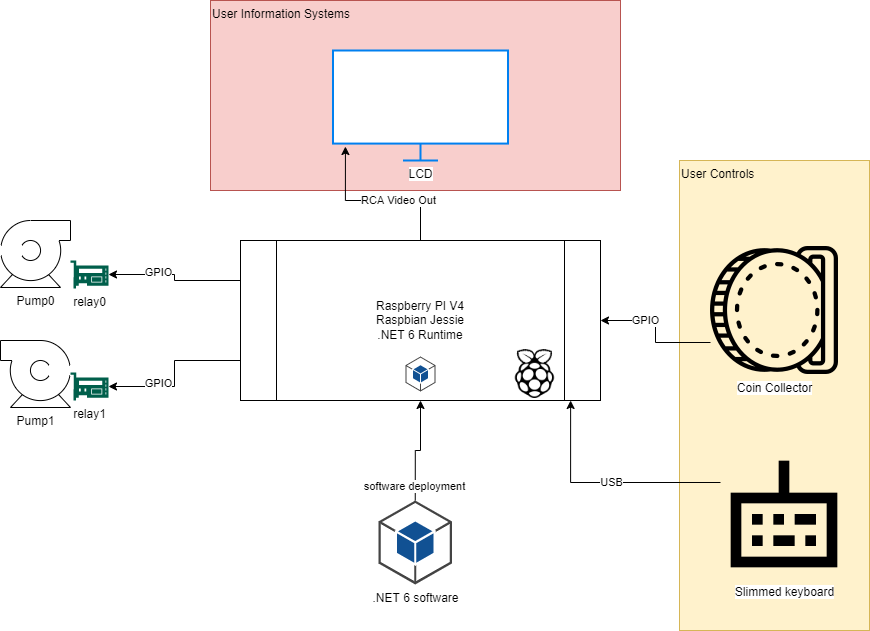 User Information Systems
LCD
RCA Video Out
User Controls
Pump0
relay0
GPIO
Raspberry PI V4
Raspbian Jessie
.NET 6 Runtime
GPIO
Coin Collector
Pump1
relay1
GPIO
software deployment
USB
.NET 6 software
Slimmed keyboard